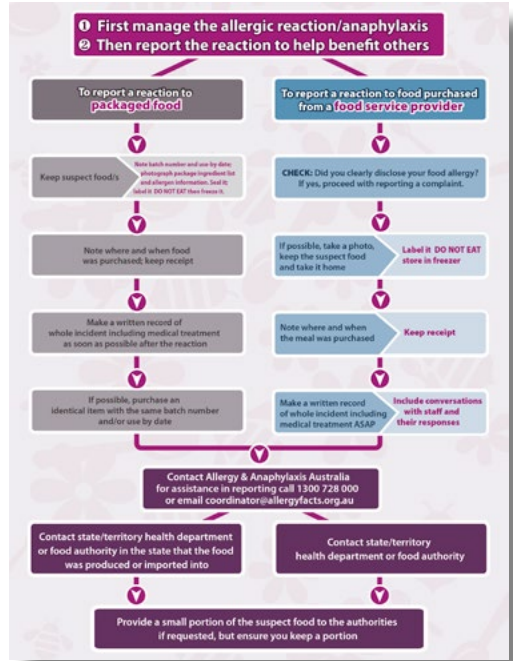 ❶ First manage the allergic reaction/anaphylaxis
❷ Then report the reaction to help benefit others
To report a reaction to
packaged food
Keep suspect food/s
Note batch number and use by date;
photograph package ingredient list
and allergen information. Seal it;
label it DO NOT EAT then freeze it.
Note where and when food
was purchased; keep receipt
Make a written record of
whole incident including medical treatment
as soon as possible after the reaction
If possible, purchase an
identical item with the same batch number
and/or use by date
To report a reaction to food purchased
from a food service provider
CHECK: Did you clearly disclose your food allergy?
If yes, proceed with reporting a complaint.
If possible, take a photo,
keep the suspect food
and take it home
Label it DO NOT EAT
store in freezer
Note where and when
the meal was purchased
Keep receipt
Make a written record
of whole incident including
medical treatment ASAP
Include conversations
with staff and
their responses
Contact Allergy & Anaphylaxis Australia
for assistance in reporting call 1300 728 000
or email coordinator@allergyfacts.org.au
Contact state/territory health department
or food authority in the state that the food
was produced or imported into
Contact state/territory
health department or food authority
Provide a small portion of the suspect food to the authorities
if requested, but ensure you keep a portion